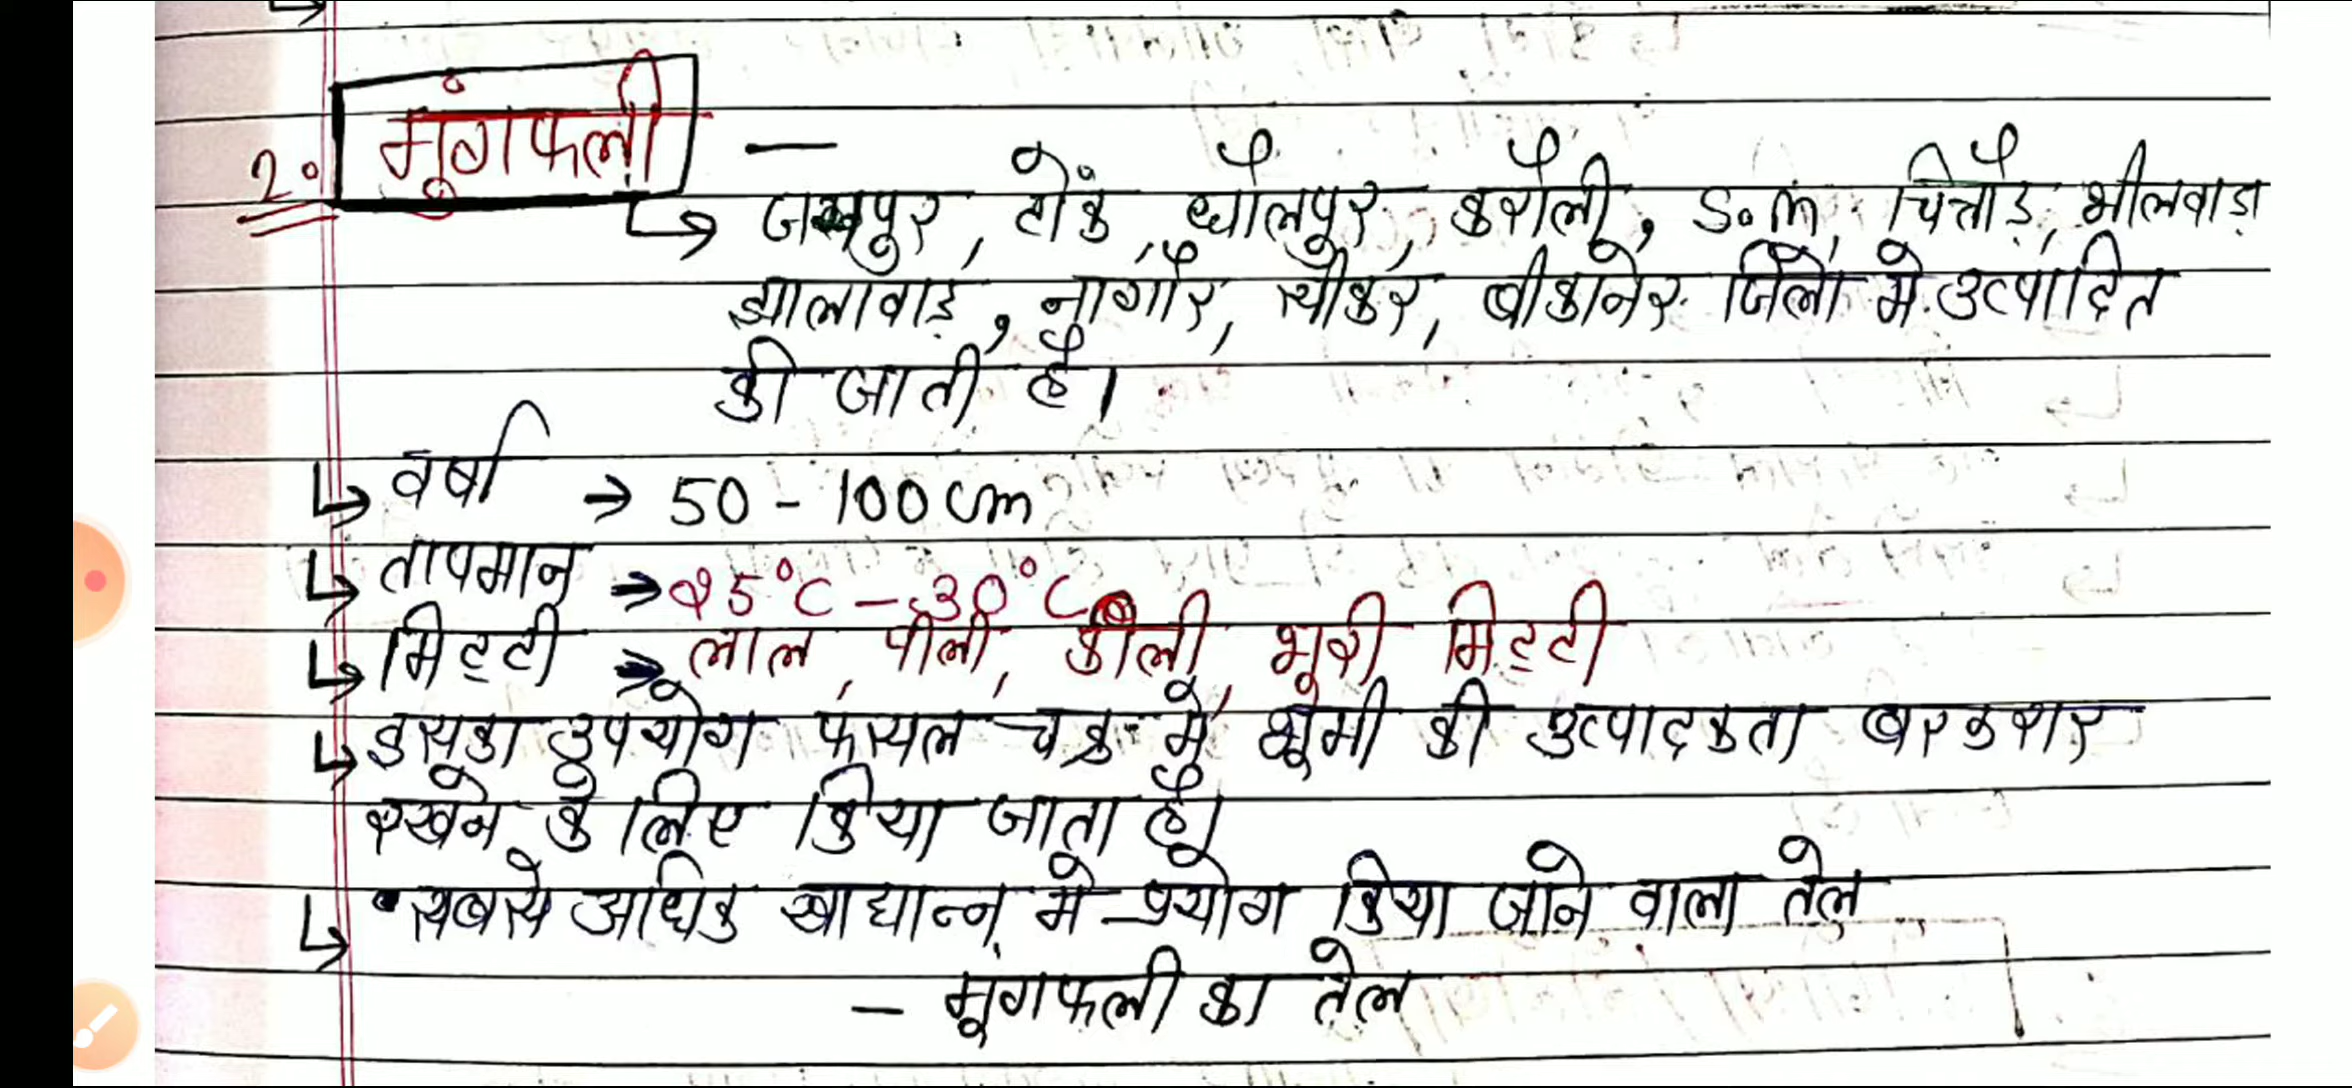 2. मूंगफली —
↳ जयपुर, टोंक, धौलपुर, करौली, S.m, चित्तौड़, भीलवाड़ा
झालावाड़, नागौर, सीकर, बीकानेर जिलों मे उत्पादित
की जाती है।
↳ वर्षा → 50 - 100 cm
↳ तापमान → 25°C - 30°C
↳ मिट्टी → लाल, पीली, काली, भूरी मिट्टी
↳ इसका उपयोग फसल चक्र में भूमी की उत्पादकता बरकरार
रखने के लिए किया जाता है।
↳ सबसे अधिक खाद्यान्न मे प्रयोग किया जाने वाला तेल
- मूंगफली का तेल